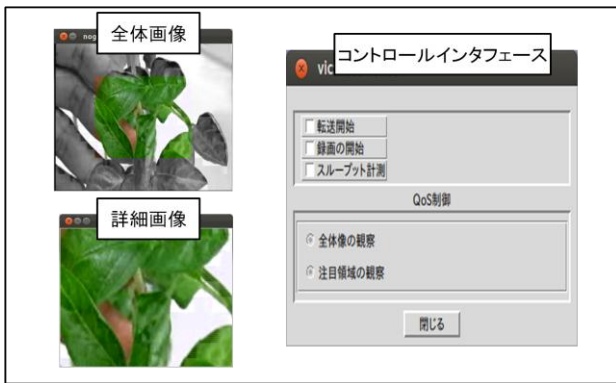 全体画像
詳細画像
コントロールインタフェース
転送開始
録画の開始
スループット計測
QoS制御
全体像の観察
注目領域の観察
閉じる